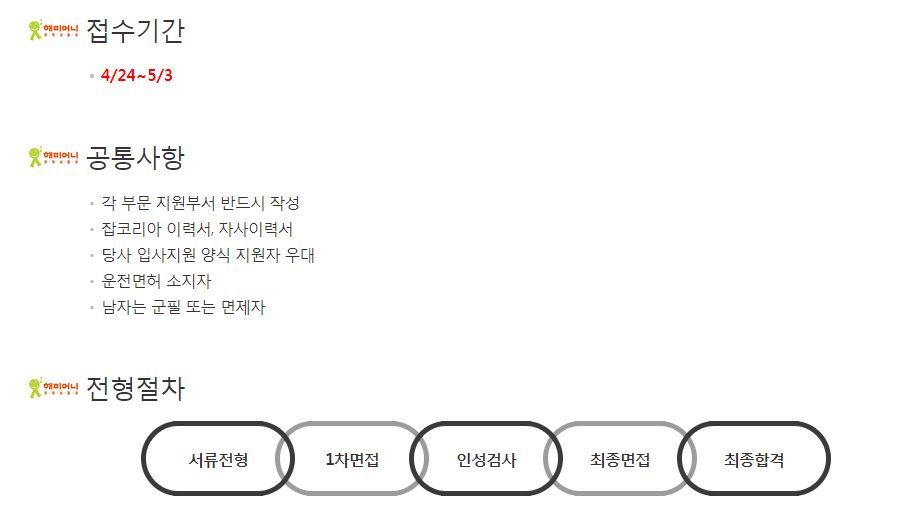 해피머니 접수기간
4/24~5/3
해피머니 공통사항
각 부문 지원부서 반드시 작성
잡코리아 이력서, 자사이력서
당사 입사지원 양식 지원자 우대
운전면허 소지자
남자는 군필 또는 면제자
해피머니 전형절차
서류전형 1차면접 인성검사 최종면접 최종합격